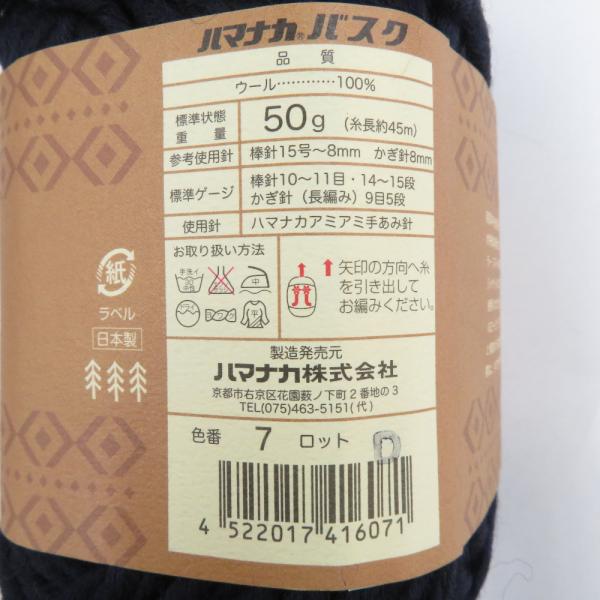 ハマナカ®バスク
品質
ウール…………100%
標準状態重量 50g (糸長約45m)
参考使用針 棒針15号〜8mm かぎ針8mm
標準ゲージ 棒針10〜11目・14〜15段
かぎ針(長編み)9目5段
使用針 ハマナカアミアミ手あみ針
お取り扱い方法
手洗イ
30
中性
中
平
↑矢印の方向へ糸
を引き出して
お編みください。
紙
ラベル
日本製
製造発売元
ハマナカ株式会社
京都市右京区花園薮ノ下町2番地の3
TEL(075)463-5151(代)
色番 7 ロット D
4 522017 416071